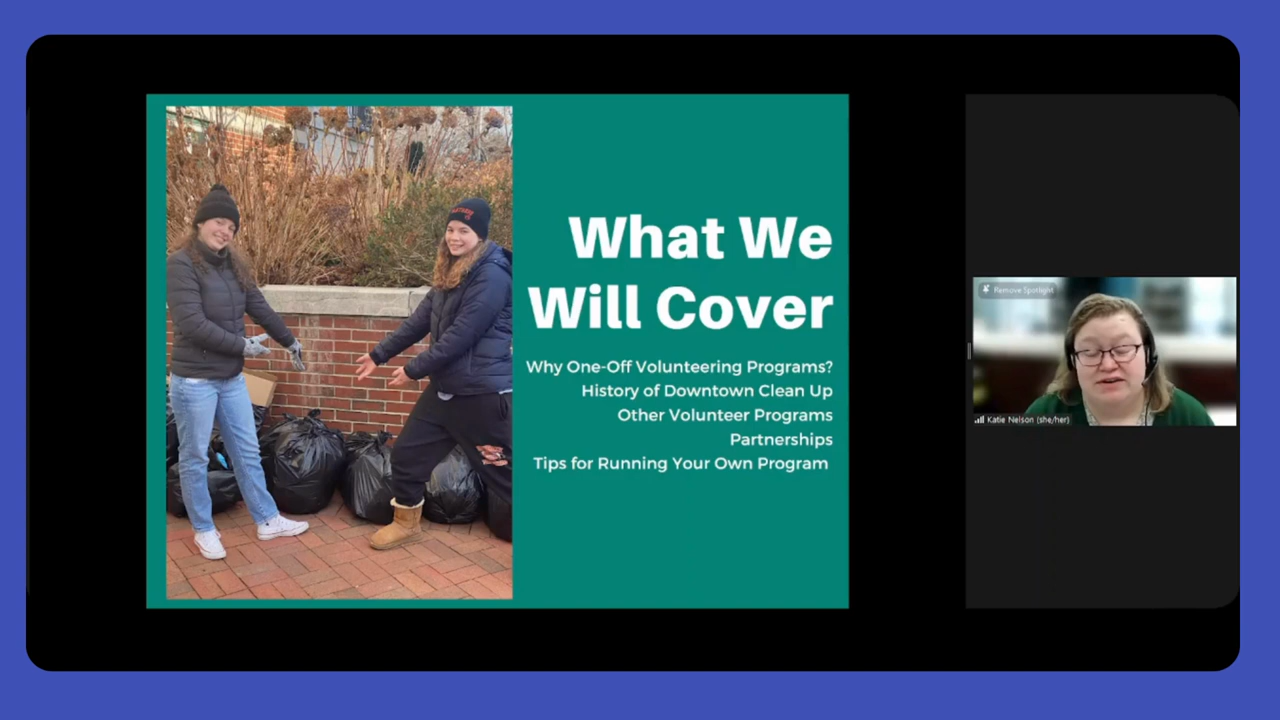 What We
Will Cover
Why One-Off Volunteering Programs?
History of Downtown Clean Up
Other Volunteer Programs
Partnerships
Tips for Running Your Own Program
Remove Spotlight
Katie Nelson (she/her)